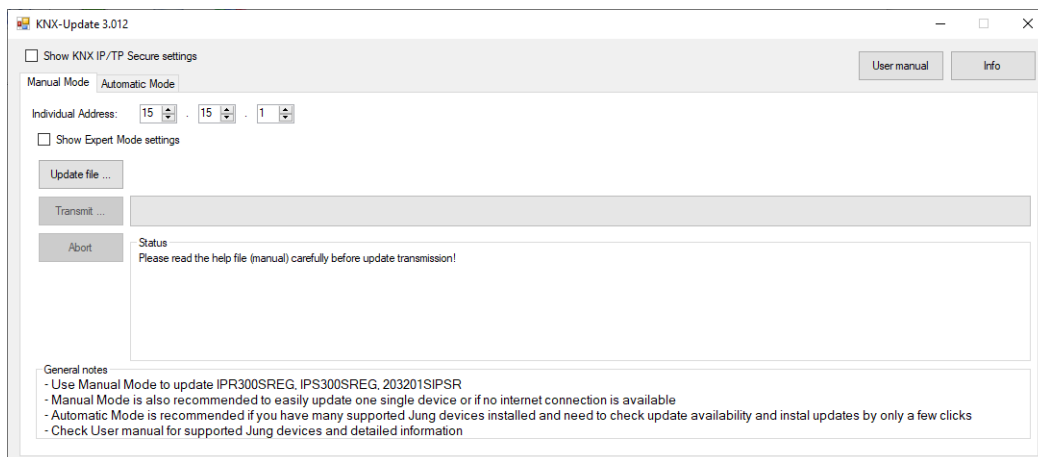 KNX-Update 3.012
Show KNX IP/TP Secure settings
User manual
Info
Manual Mode
Automatic Mode
Individual Address: 15 . 15 . 1
Show Expert Mode settings
Update file ...
Transmit ...
Abort
Status
Please read the help file (manual) carefully before update transmission!
General notes
- Use Manual Mode to update IPR300SREG, IPS300SREG, 203201SIPSR
- Manual Mode is also recommended to easily update one single device or if no internet connection is available
- Automatic Mode is recommended if you have many supported Jung devices installed and need to check update availability and instal updates by only a few clicks
- Check User manual for supported Jung devices and detailed information